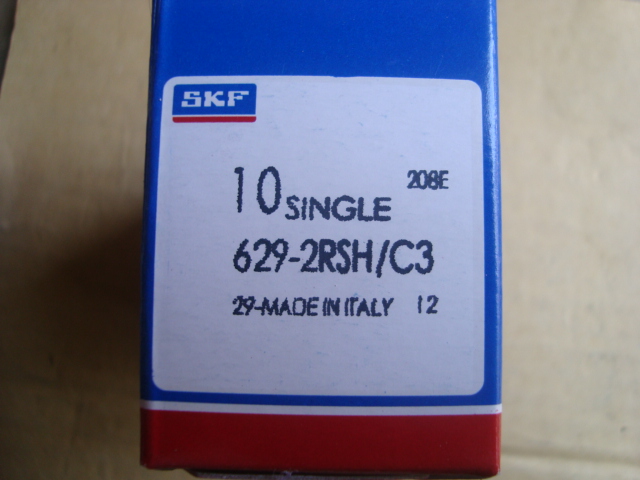 SKF
208E
10 SINGLE
629-2RSH/C3
29-MADE IN ITALY 12